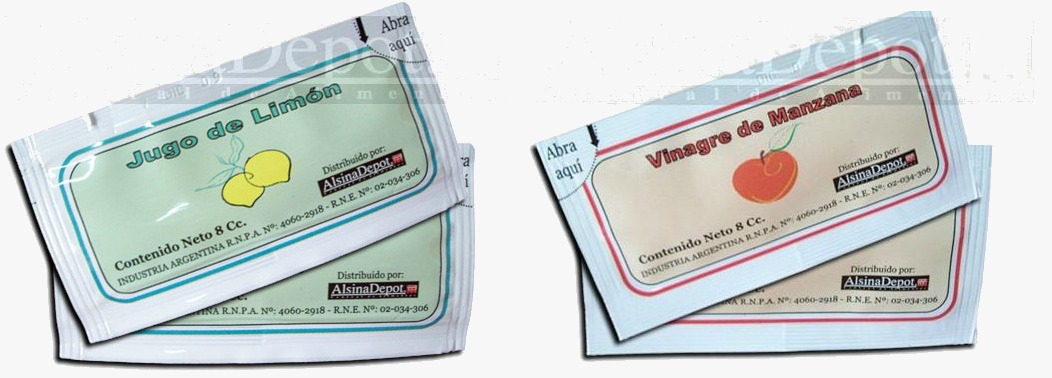 Abra
aquí
Jugo de Limón
Distribuido por:
AlsinaDepot
Contenido Neto 8 Cc.
INDUSTRIA ARGENTINA R.N.P.A. Nº: 4060-2918 - R.N.E. Nº: 02-034-306
Distribuido por:
AlsinaDepot
Cc.
INA R.N.P.A. Nº: 4060-2918 - R.N.E. Nº: 02-034-306
Abra
aquí
Vinagre de Manzana
Distribuido por:
AlsinaDepot
Contenido Neto 8 Cc.
INDUSTRIA ARGENTINA R.N.P.A. Nº: 4060-2918 - R.N.E. Nº: 02-034-306
Distribuido por:
AlsinaDepot
Cc.
R.N.P.A. Nº: 4060-2918 - R.N.E. Nº: 02-034-306